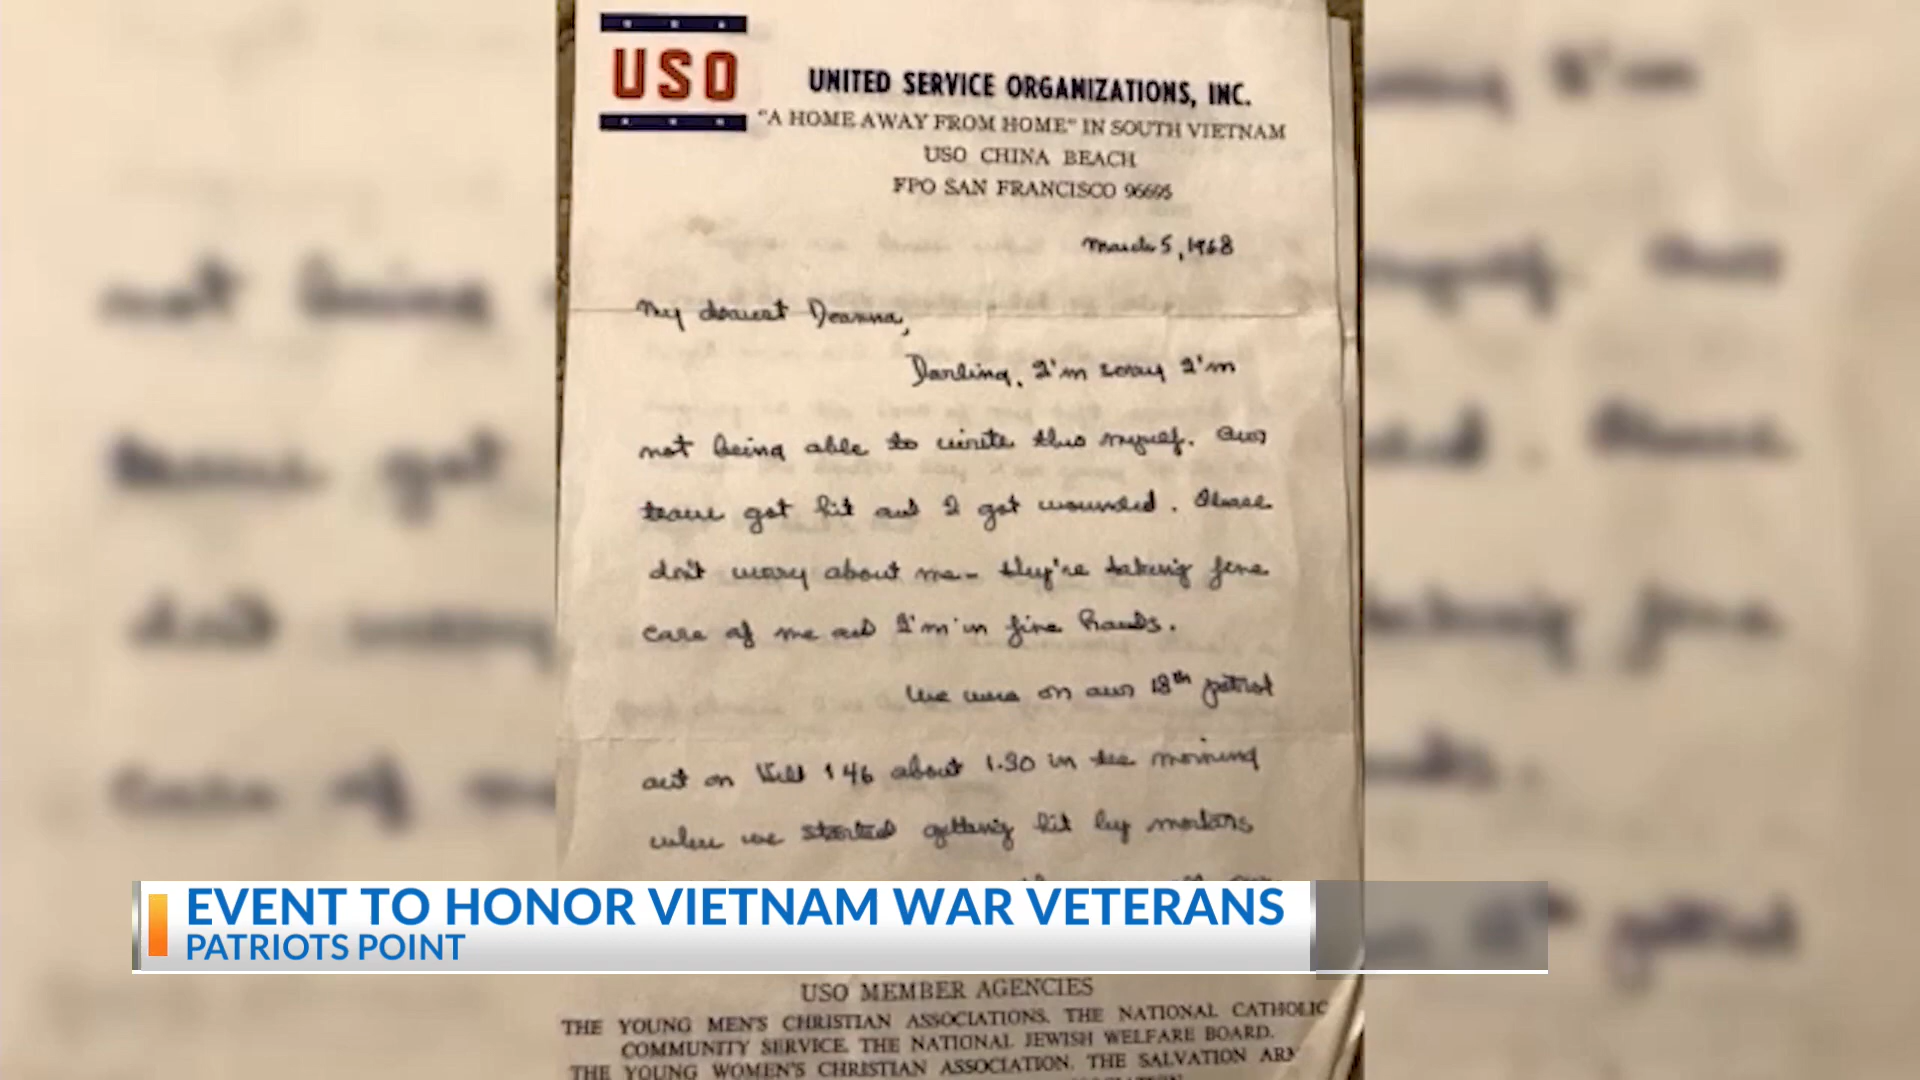 USO
UNITED SERVICE ORGANIZATIONS, INC.
"A HOME AWAY FROM HOME" IN SOUTH VIETNAM
USO CHINA BEACH
FPO SAN FRANCISCO 96695
March 5, 1968
My dearest Deanna,
Darling, I'm sorry I'm
not being able to write this myself. Our
team got hit and I got wounded. Please
don't worry about me - they're taking fine
care of me and I'm in fine hands.
We were on our 18th patrol
out on Hill 146 about 1.30 in the morning
when we started getting hit by mortars
EVENT TO HONOR VIETNAM WAR VETERANS
PATRIOTS POINT
USO MEMBER AGENCIES
THE YOUNG MEN'S CHRISTIAN ASSOCIATIONS, THE NATIONAL CATHOLIC
COMMUNITY SERVICE, THE NATIONAL JEWISH WELFARE BOARD,
THE YOUNG WOMEN'S CHRISTIAN ASSOCIATION, THE SALVATION ARM